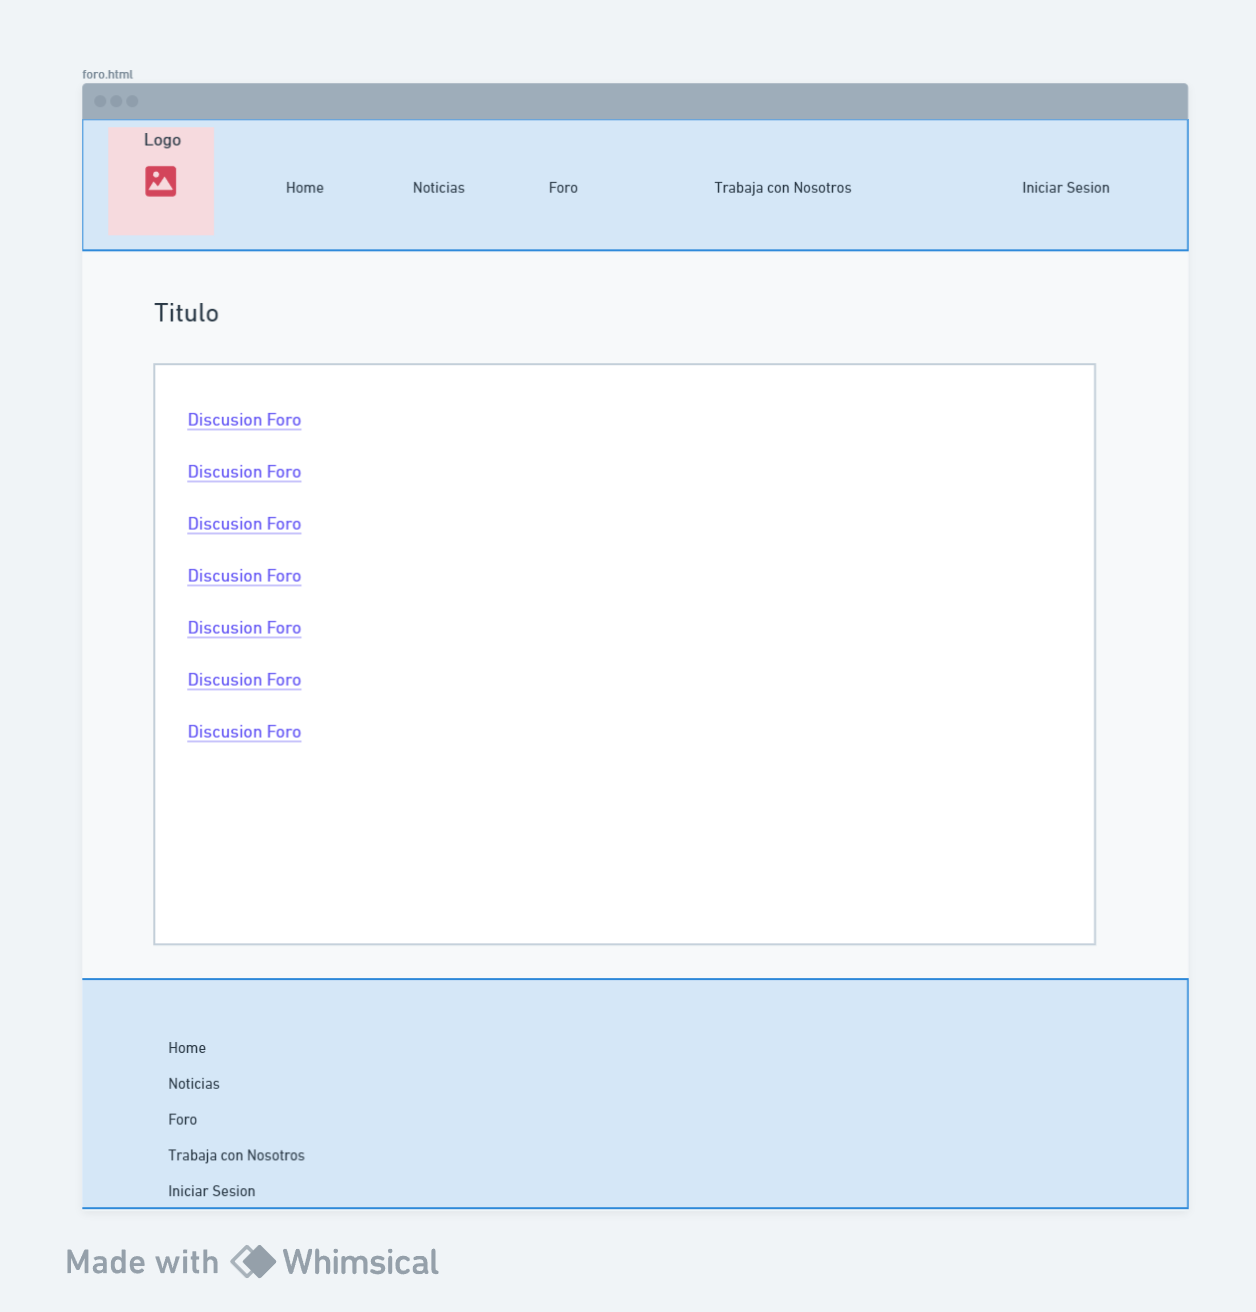 foro.html
Logo
Home Noticias Foro Trabaja con Nosotros Iniciar Sesion
Titulo
Discusion Foro
Discusion Foro
Discusion Foro
Discusion Foro
Discusion Foro
Discusion Foro
Discusion Foro
Home
Noticias
Foro
Trabaja con Nosotros
Iniciar Sesion
Made with Whimsical